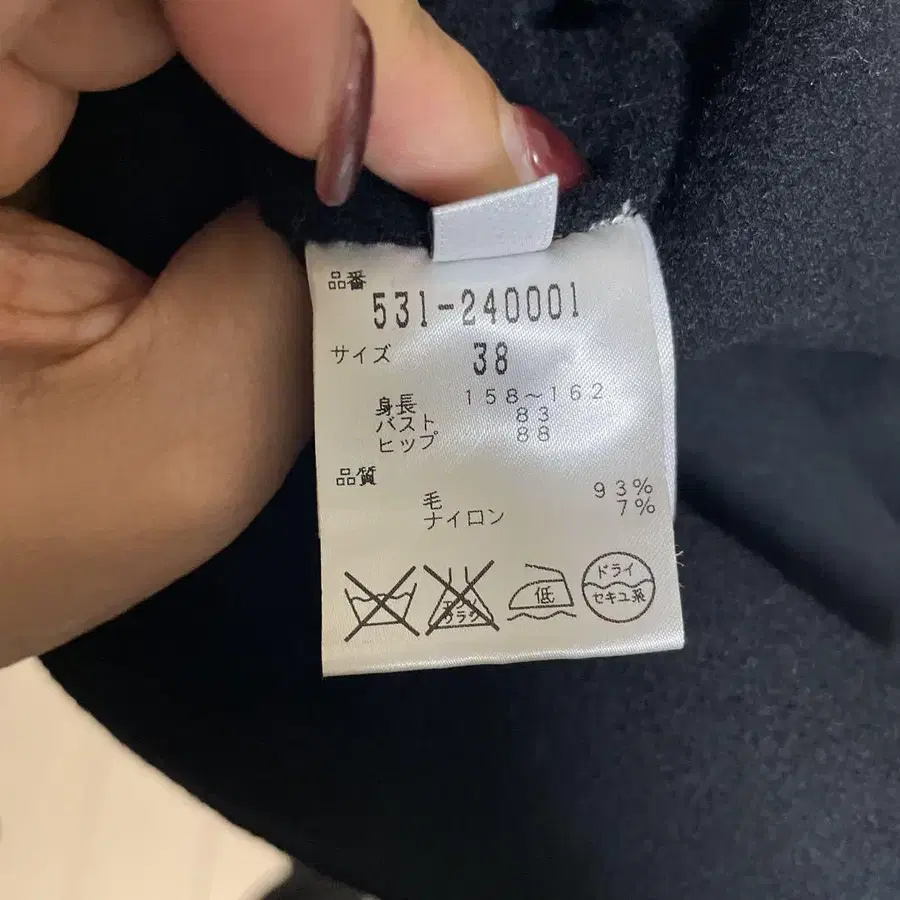 品番
531-240001
サイズ 38
身長 158~162
バスト 83
ヒップ 88
品質
毛 93%
ナイロン 7%
エンソ サラシ 低 ドライ セキユ系